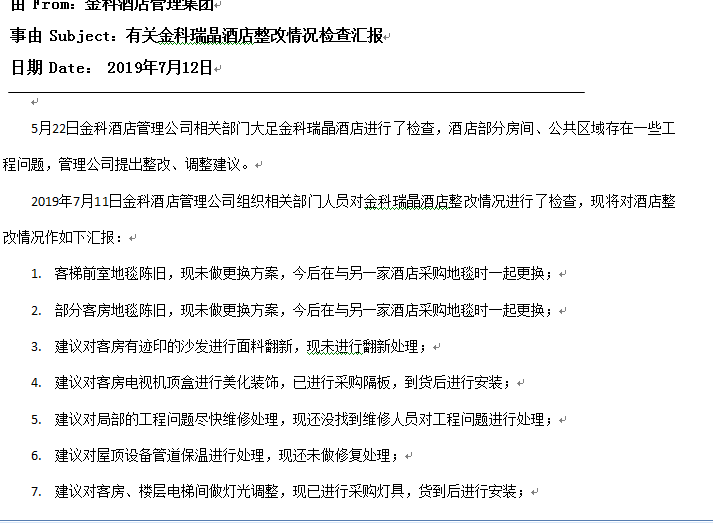 由 From：金科酒店管理集团
事由 Subject：有关金科瑞晶酒店整改情况检查汇报
日期 Date： 2019年7月12日
5月22日金科酒店管理公司相关部门大足金科瑞晶酒店进行了检查，酒店部分房间、公共区域存在一些工
程问题，管理公司提出整改、调整建议。
2019年7月11日金科酒店管理公司组织相关部门人员对金科瑞晶酒店整改情况进行了检查，现将对酒店整
改情况作如下汇报：
1. 客梯前室地毯陈旧，现未做更换方案，今后在与另一家酒店采购地毯时一起更换；
2. 部分客房地毯陈旧，现未做更换方案，今后在与另一家酒店采购地毯时一起更换；
3. 建议对客房有迹印的沙发进行面料翻新，现未进行翻新处理；
4. 建议对客房电视机顶盒进行美化装饰，已进行采购隔板，到货后进行安装；
5. 建议对局部的工程问题尽快维修处理，现还没找到维修人员对工程问题进行处理；
6. 建议对屋顶设备管道保温进行处理，现还未做修复处理；
7. 建议对客房、楼层电梯间做灯光调整，现已进行采购灯具，货到后进行安装；